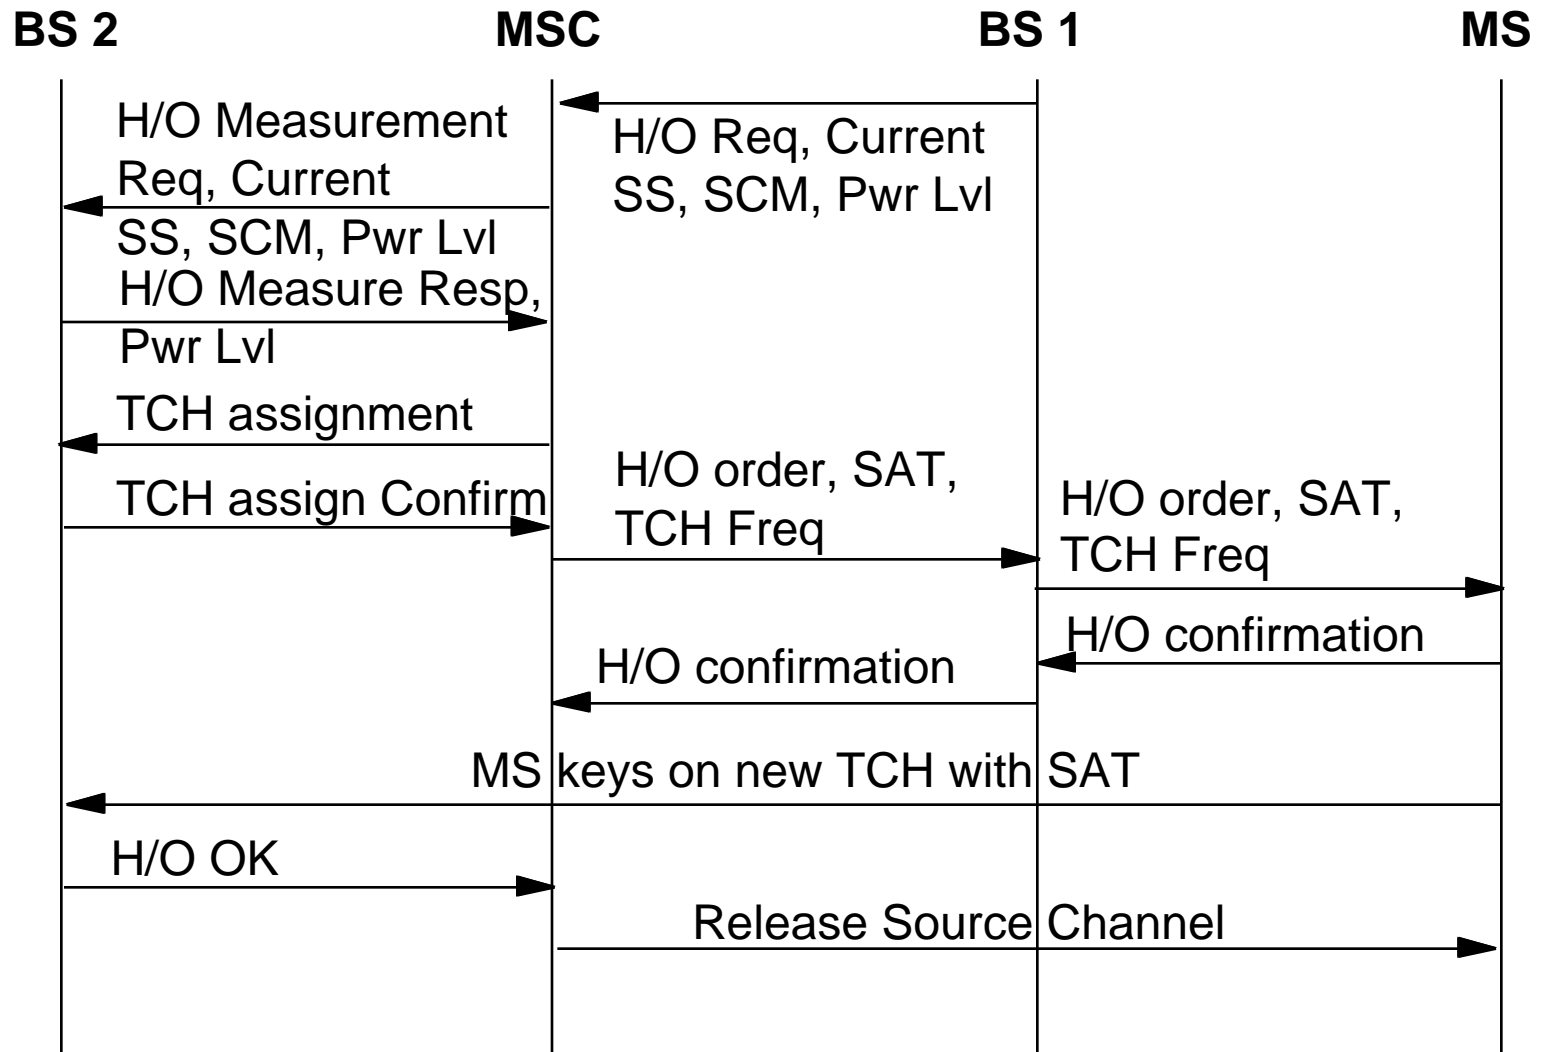 BS 2 MSC BS 1 MS
H/O Measurement
Req, Current
SS, SCM, Pwr Lvl
H/O Req, Current
SS, SCM, Pwr Lvl
H/O Measure Resp,
Pwr Lvl
TCH assignment
TCH assign Confirm
H/O order, SAT,
TCH Freq
H/O order, SAT,
TCH Freq
H/O confirmation
H/O confirmation
MS keys on new TCH with SAT
H/O OK
Release Source Channel